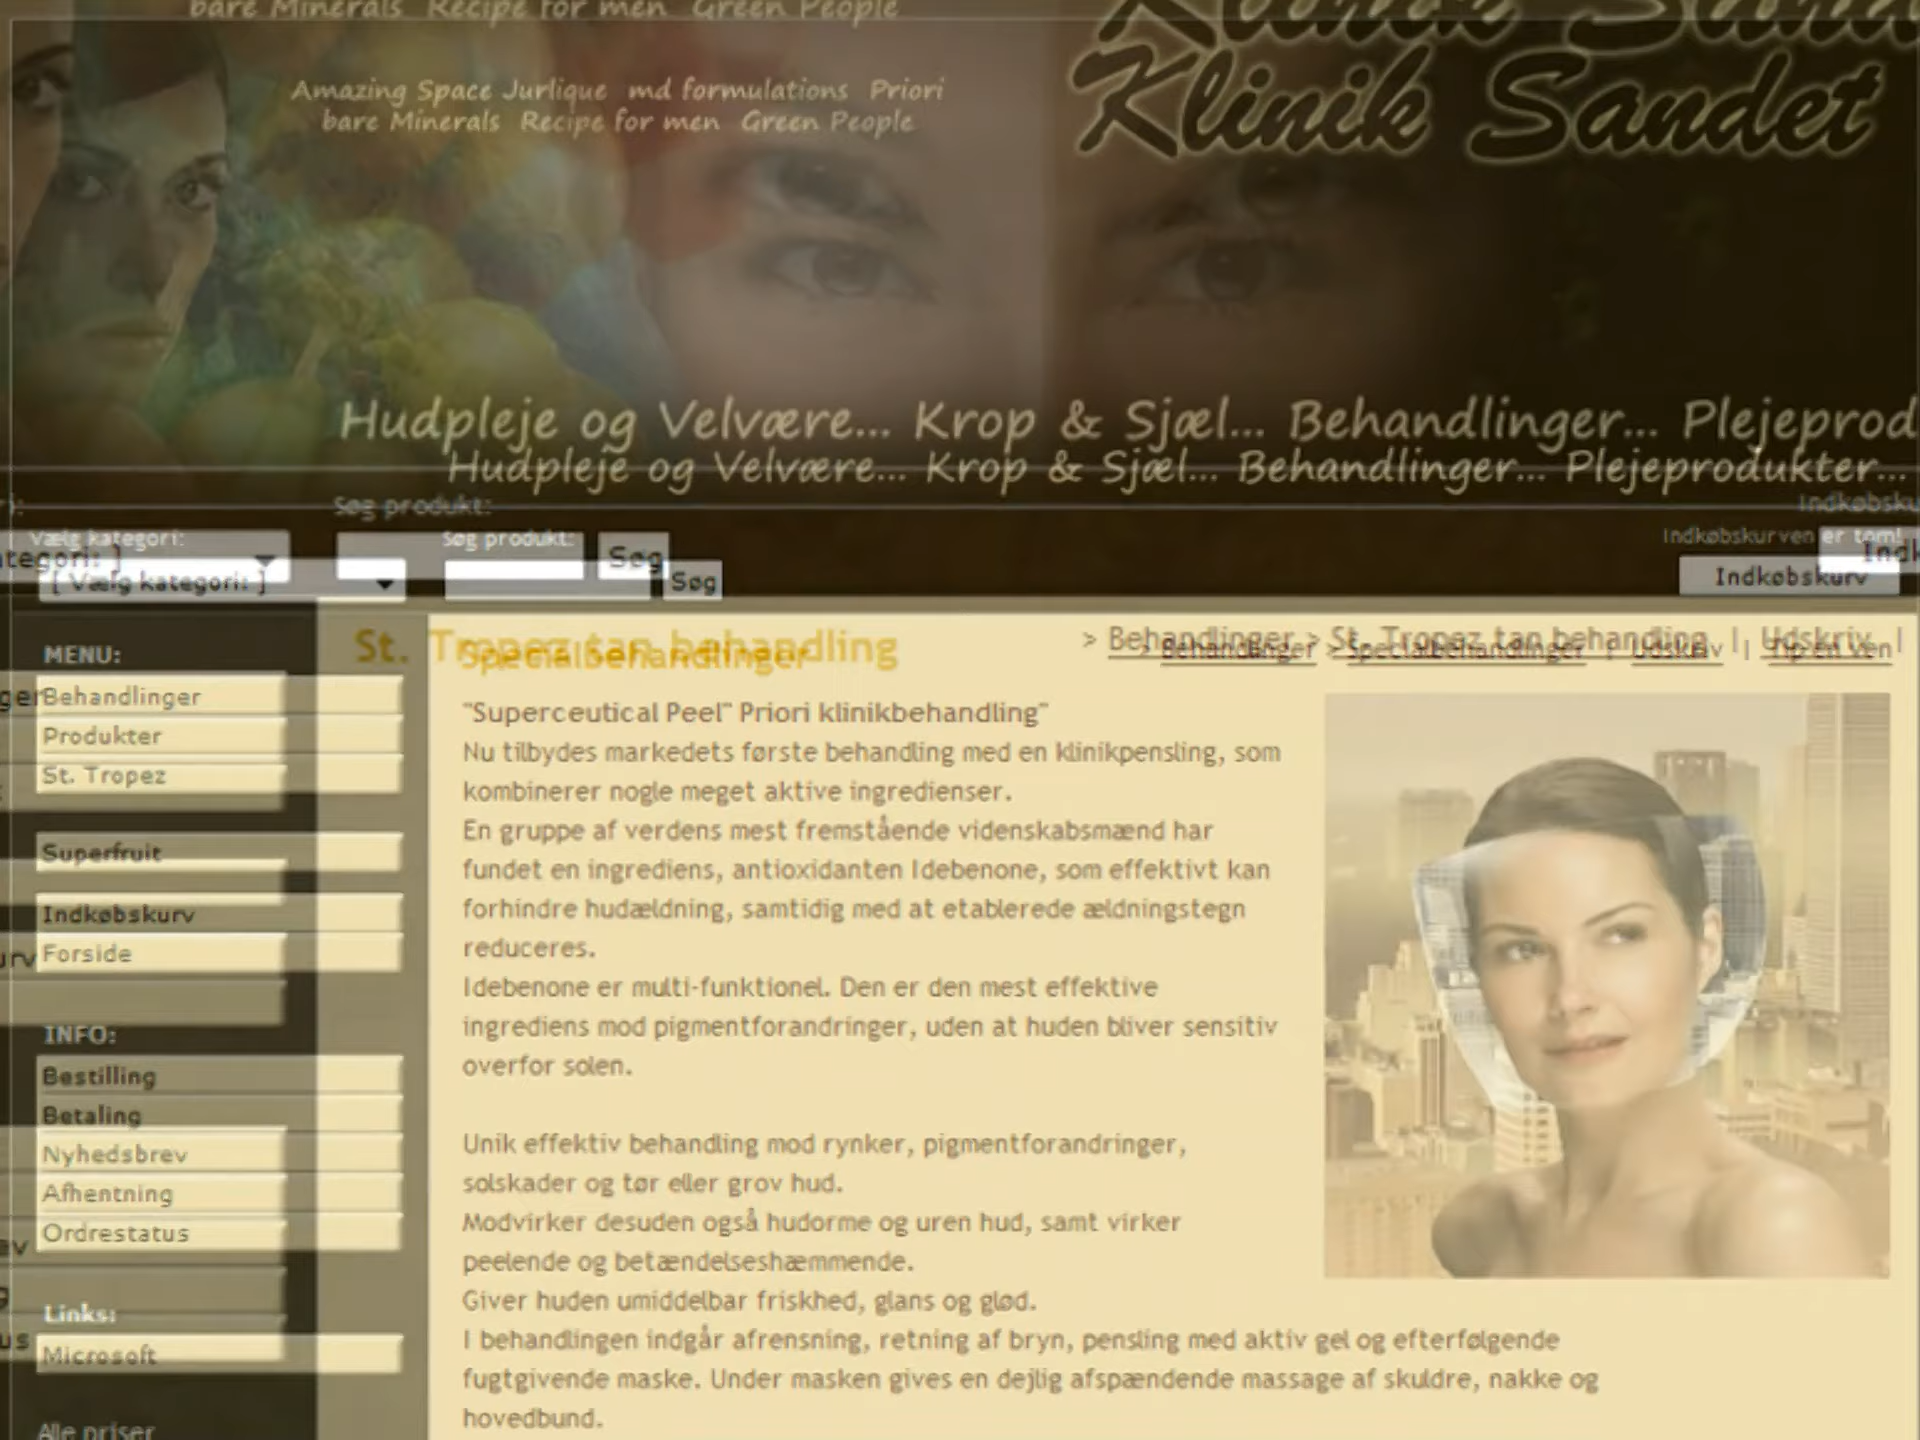 bare Minerals Recipe for men Green People
Klinik Sandet
Amazing Space Jurlique md formulations Priori
bare Minerals Recipe for men Green People
Klinik Sandet
Hudpleje og Velvære... Krop & Sjæl... Behandlinger... Plejeprod
Hudpleje og Velvære... Krop & Sjæl... Behandlinger... Plejeprodukter...
Søg produkt:
Indkøbsku
Vælg kategori:
Søg produkt:
Indkøbskurven er tom!
ategori: ]
Søg
Indk
[ Vælg kategori: ]
Søg
Indkøbskurv
St. Tropez tan behandling
> Behandlinger > St. Tropez tan behandling | Udskriv |
Specialbehandlinger
> Behandlinger > Specialbehandlinger | Udskriv | Tip en ven
MENU:
Behandlinger
Produkter
St. Tropez
Superfruit
Indkøbskurv
Forside
INFO:
Bestilling
Betaling
Nyhedsbrev
Afhentning
Ordrestatus
Links:
Microsoft
Alle priser
"Superceutical Peel" Priori klinikbehandling"
Nu tilbydes markedets første behandling med en klinikpensling, som
kombinerer nogle meget aktive ingredienser.
En gruppe af verdens mest fremstående videnskabsmænd har
fundet en ingrediens, antioxidanten Idebenone, som effektivt kan
forhindre hudældning, samtidig med at etablerede ældningstegn
reduceres.
Idebenone er multi-funktionel. Den er den mest effektive
ingrediens mod pigmentforandringer, uden at huden bliver sensitiv
overfor solen.
Unik effektiv behandling mod rynker, pigmentforandringer,
solskader og tør eller grov hud.
Modvirker desuden også hudorme og uren hud, samt virker
peelende og betændelseshæmmende.
Giver huden umiddelbar friskhed, glans og glød.
I behandlingen indgår afrensning, retning af bryn, pensling med aktiv gel og efterfølgende
fugtgivende maske. Under masken gives en dejlig afspændende massage af skuldre, nakke og
hovedbund.